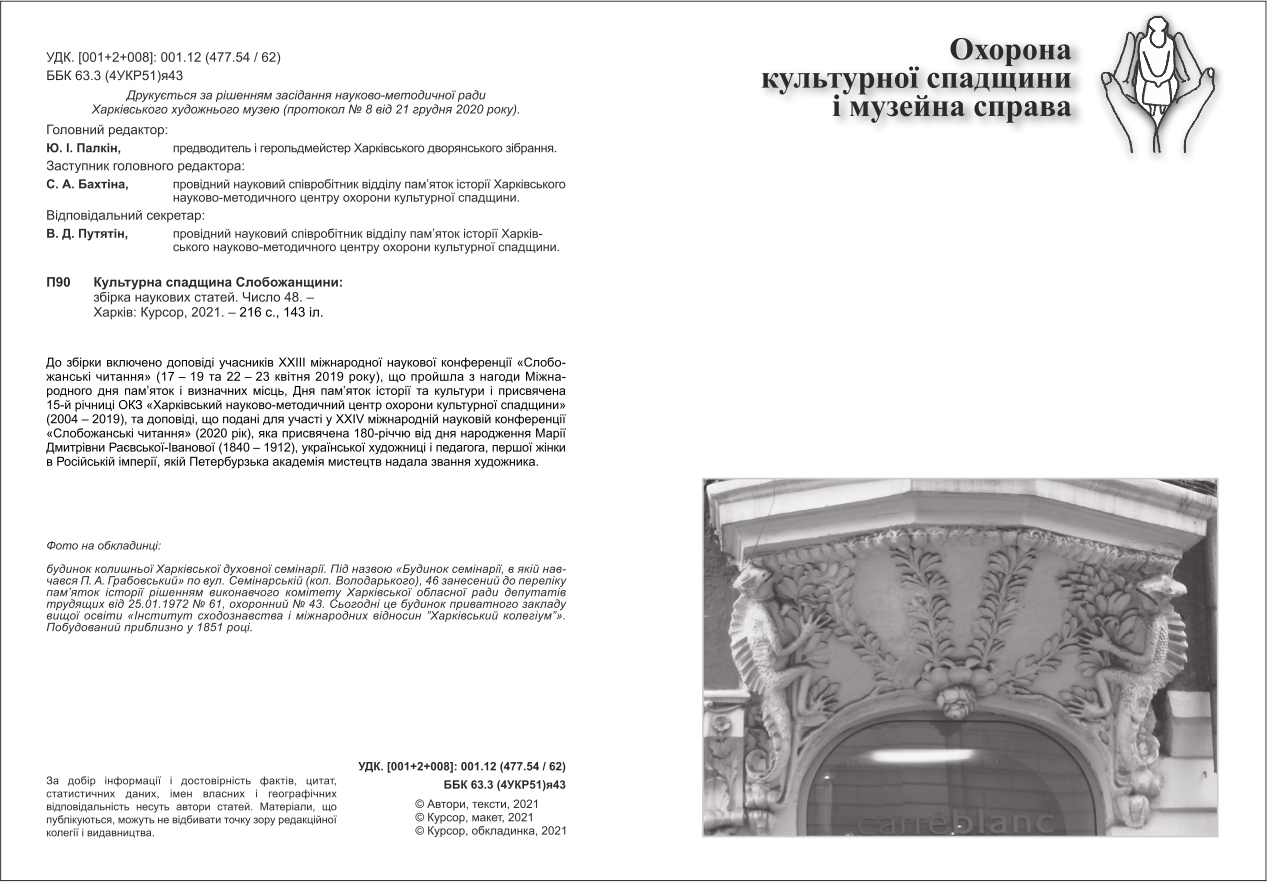 УДК. [001+2+008]: 001.12 (477.54 / 62)
ББК 63.3 (4УКР51)я43
Друкується за рішенням засідання науково-методичної ради
Харківського художнього музею (протокол № 8 від 21 грудня 2020 року).
Головний редактор:
Ю. І. Палкін, предводитель і герольдмейстер Харківського дворянського зібрання.
Заступник головного редактора:
С. А. Бахтіна, провідний науковий співробітник відділу пам’яток історії Харківського
науково-методичного центру охорони культурної спадщини.
Відповідальний секретар:
В. Д. Путятін, провідний науковий співробітник відділу пам’яток історії Харків-
ського науково-методичного центру охорони культурної спадщини.
П90 Культурна спадщина Слобожанщини:
збірка наукових статей. Число 48. –
Харків: Курсор, 2021. – 216 с., 143 іл.
До збірки включено доповіді учасників XXIII міжнародної наукової конференції «Слобо-
жанські читання» (17 – 19 та 22 – 23 квітня 2019 року), що пройшла з нагоди Міжна-
родного дня пам’яток і визначних місць, Дня пам’яток історії та культури і присвячена
15-й річниці ОКЗ «Харківський науково-методичний центр охорони культурної спадщини»
(2004 – 2019), та доповіді, що подані для участі у XXIV міжнародній науковій конференції
«Слобожанські читання» (2020 рік), яка присвячена 180-річчю від дня народження Марії
Дмитрівни Раєвської-Іванової (1840 – 1912), української художниці і педагога, першої жінки
в Російській імперії, якій Петербурзька академія мистецтв надала звання художника.
Фото на обкладинці:
будинок колишньої Харківської духовної семінарії. Під назвою «Будинок семінарії, в якій нав-
чався П. А. Грабовський» по вул. Семінарській (кол. Володарького), 46 занесений до переліку
пам’яток історії рішенням виконавчого комітету Харківської обласної ради депутатів
трудящих від 25.01.1972 № 61, охоронний № 43. Сьогодні це будинок приватного закладу
вищої освіти «Інститут сходознавства і міжнародних відносин ”Харківський колегіум”».
Побудований приблизно у 1851 році.
За добір інформації і достовірність фактів, цитат,
статистичних даних, імен власних і географічних
відповідальність несуть автори статей. Матеріали, що
публікуються, можуть не відбивати точку зору редакційної
колегії і видавництва.
УДК. [001+2+008]: 001.12 (477.54 / 62)
ББК 63.3 (4УКР51)я43
© Автори, тексти, 2021
© Курсор, макет, 2021
© Курсор, обкладинка, 2021
Охорона
культурної спадщини
і музейна справа
carréblanc